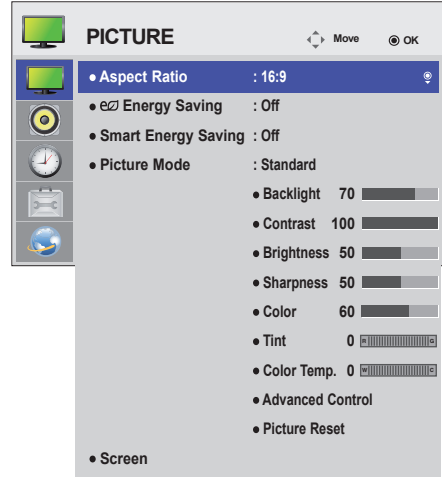 PICTURE Move OK
• Aspect Ratio : 16:9
• Energy Saving : Off
• Smart Energy Saving : Off
• Picture Mode : Standard
• Backlight 70
• Contrast 100
• Brightness 50
• Sharpness 50
• Color 60
• Tint 0 R G
• Color Temp. 0 W C
• Advanced Control
• Picture Reset
• Screen